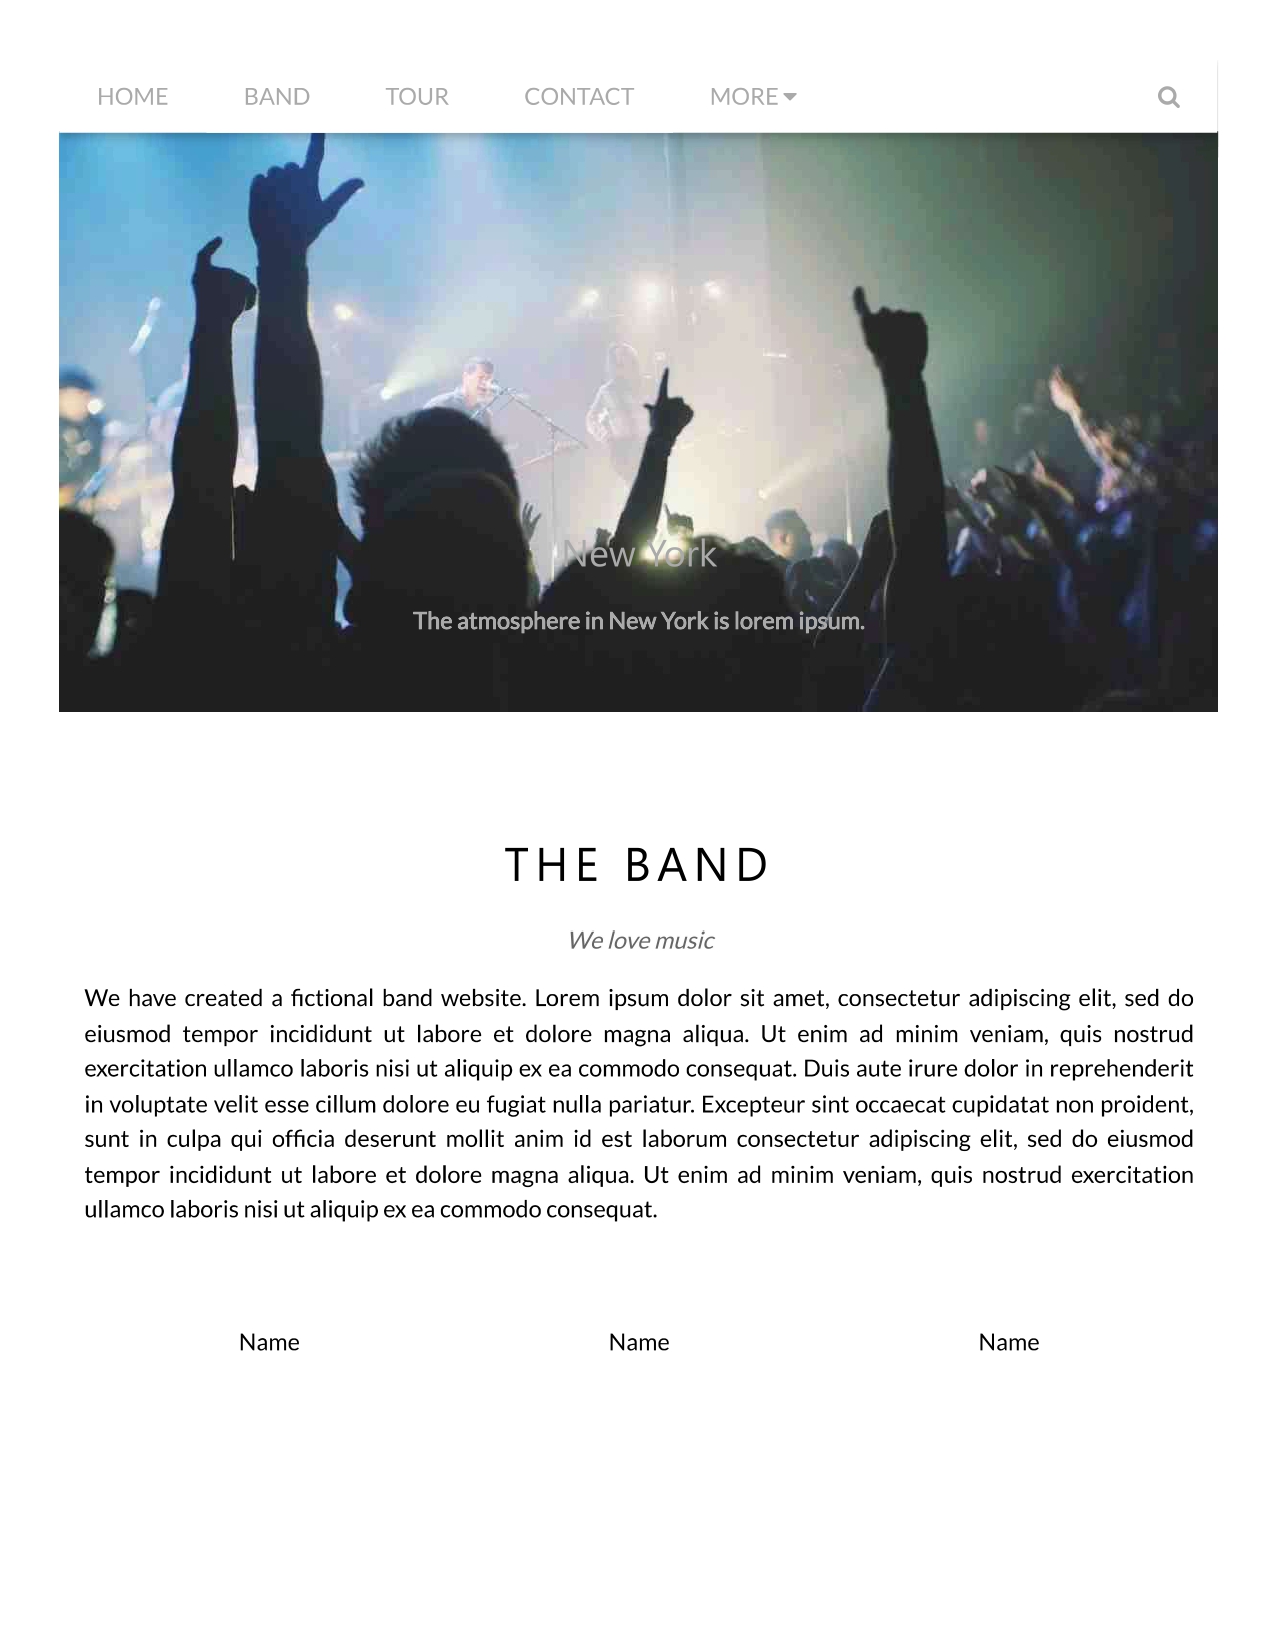 HOME BAND TOUR CONTACT MORE
New York
The atmosphere in New York is lorem ipsum.
THE BAND
We love music
We have created a fictional band website. Lorem ipsum dolor sit amet, consectetur adipiscing elit, sed do
eiusmod tempor incididunt ut labore et dolore magna aliqua. Ut enim ad minim veniam, quis nostrud
exercitation ullamco laboris nisi ut aliquip ex ea commodo consequat. Duis aute irure dolor in reprehenderit
in voluptate velit esse cillum dolore eu fugiat nulla pariatur. Excepteur sint occaecat cupidatat non proident,
sunt in culpa qui officia deserunt mollit anim id est laborum consectetur adipiscing elit, sed do eiusmod
tempor incididunt ut labore et dolore magna aliqua. Ut enim ad minim veniam, quis nostrud exercitation
ullamco laboris nisi ut aliquip ex ea commodo consequat.
Name Name Name